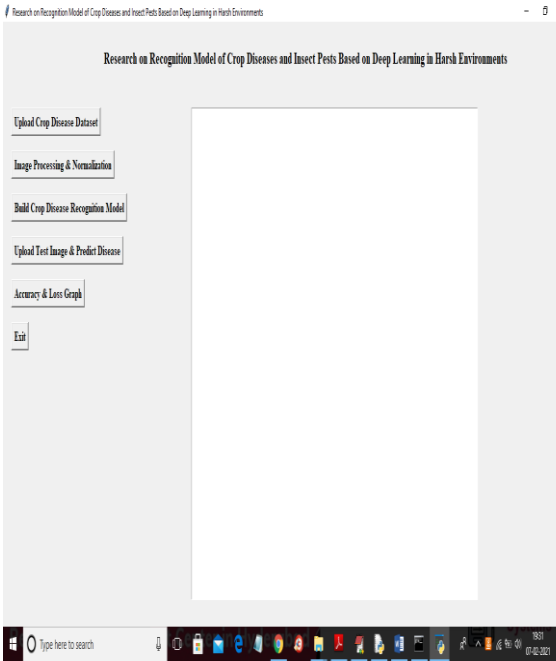 Research on Recognition Model of Crop Diseases and Insect Pests Based on Deep Learning in Harsh Environments
Research on Recognition Model of Crop Diseases and Insect Pests Based on Deep Learning in Harsh Environments
Upload Crop Disease Dataset
Image Processing & Normalization
Build Crop Disease Recognition Model
Upload Test Image & Predict Disease
Accuracy & Loss Graph
Exit
Type here to search
19:31
07-02-2021